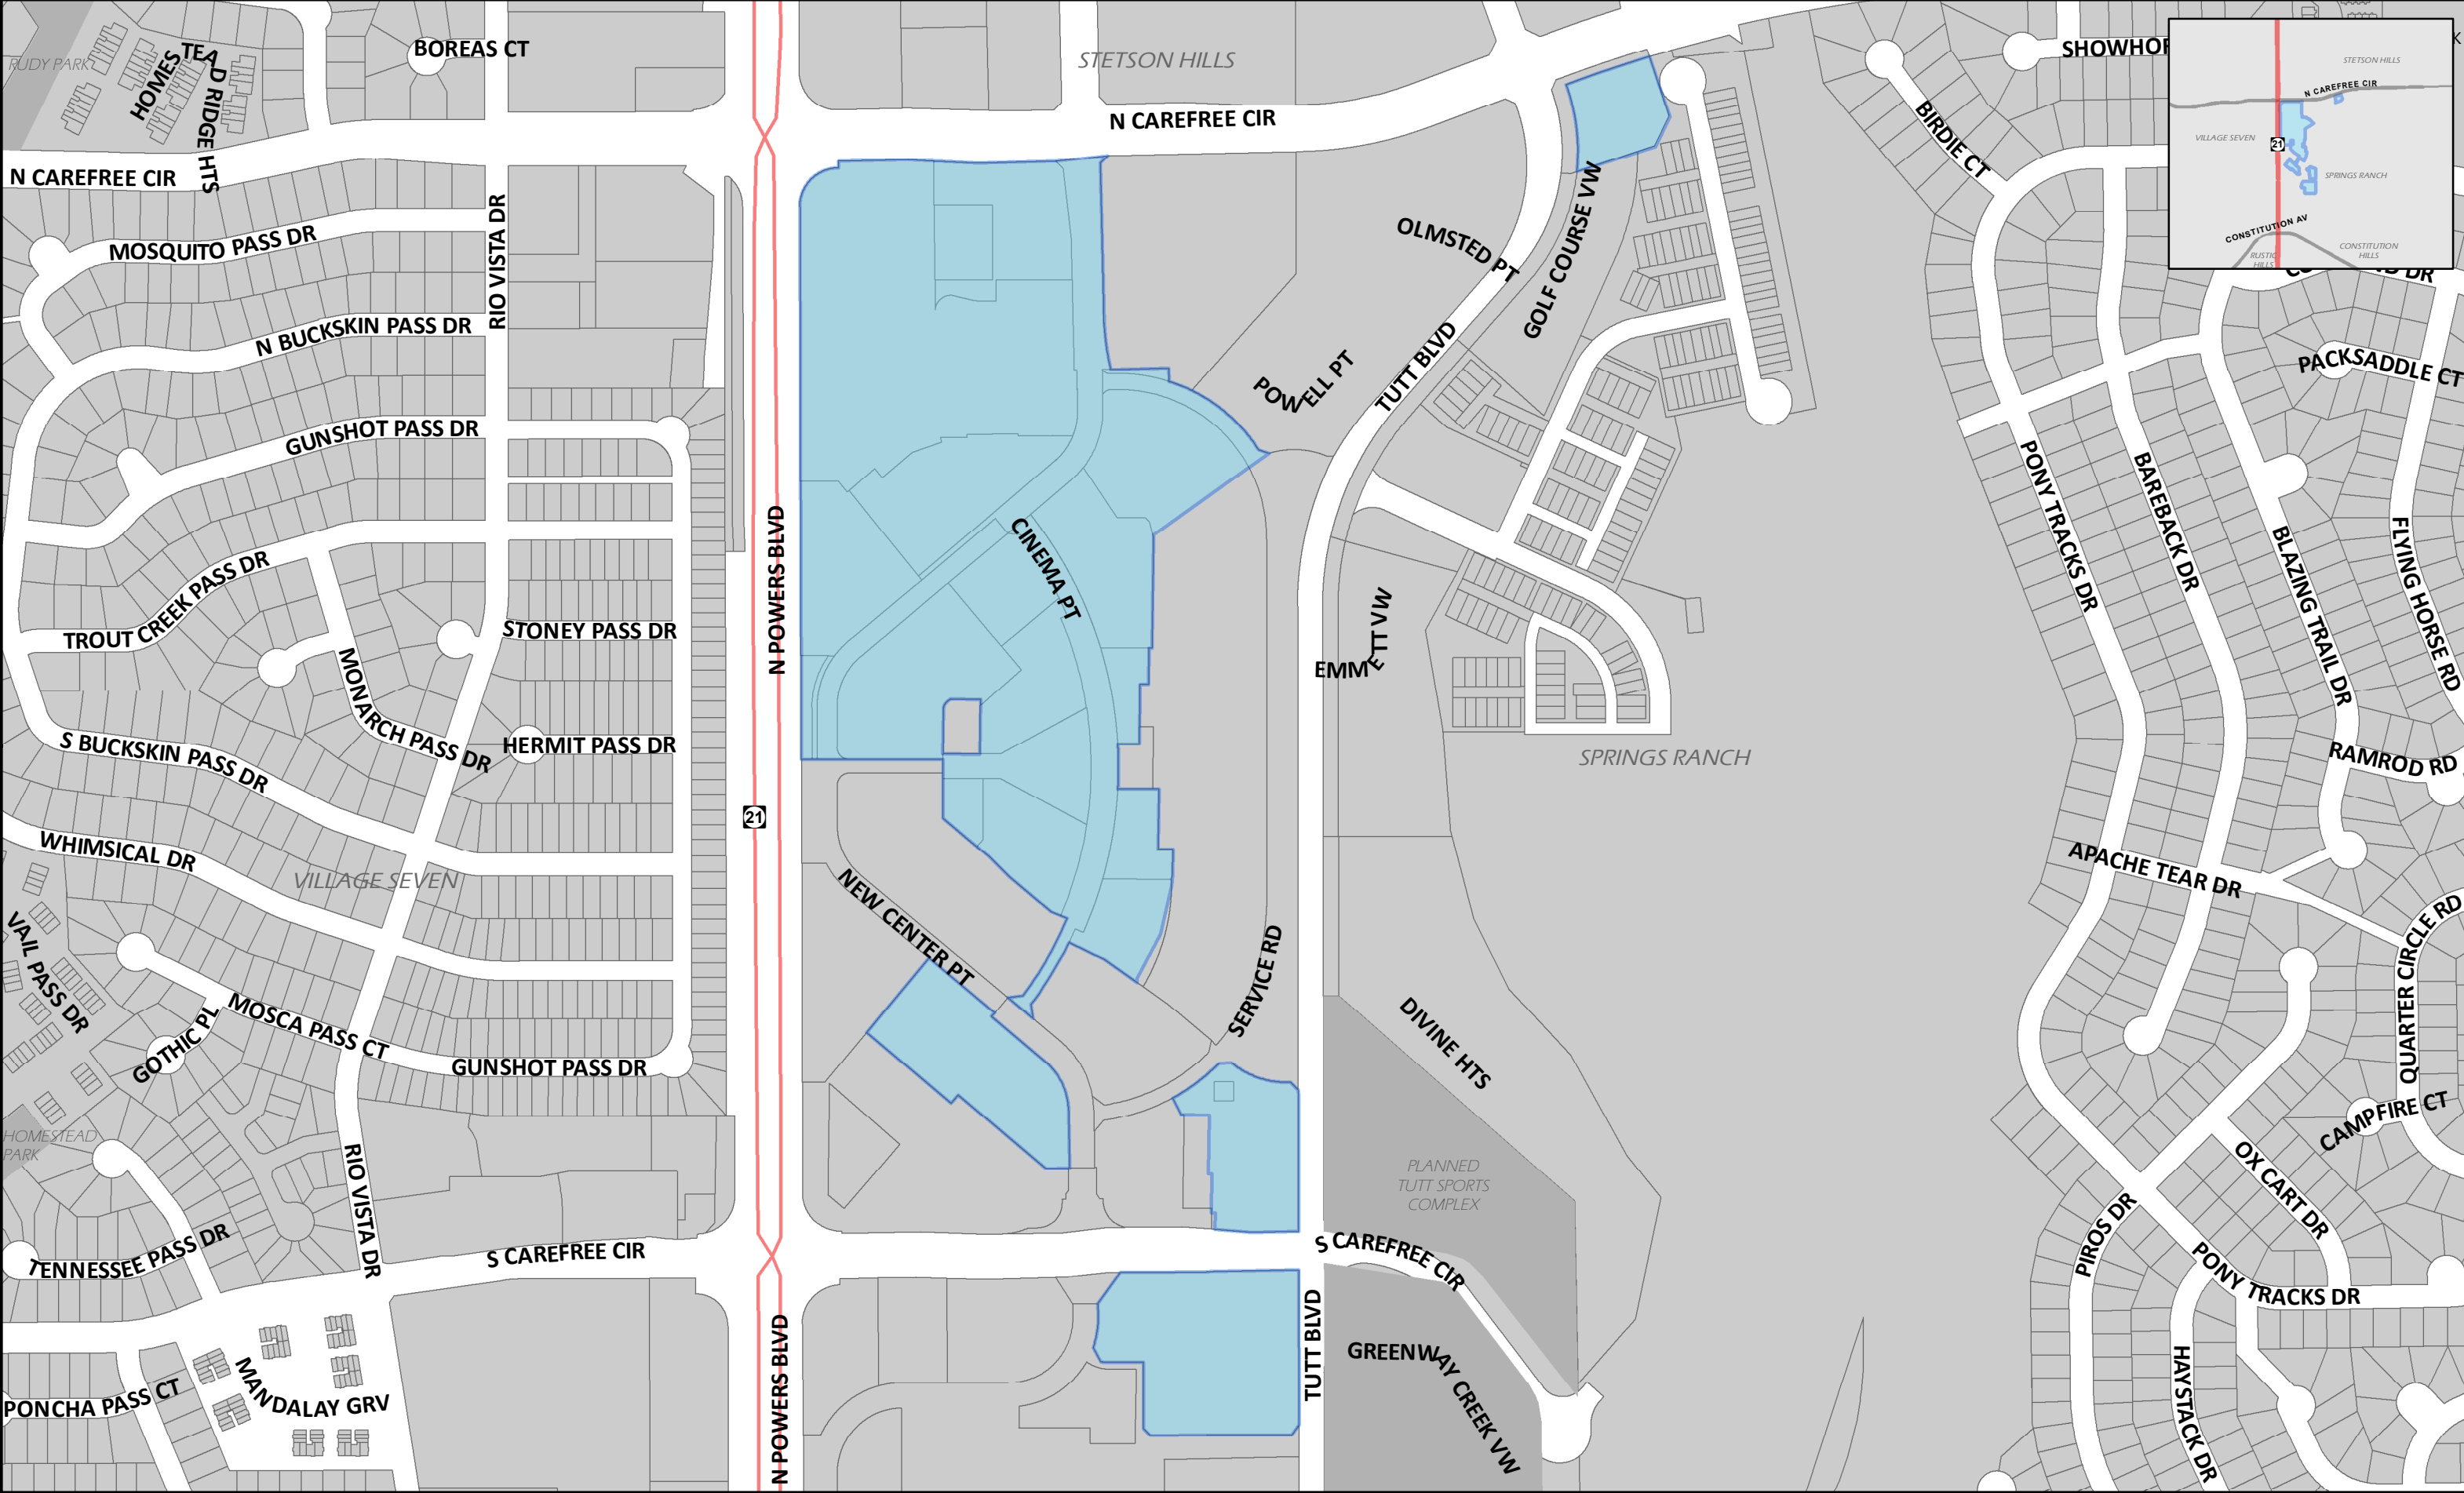 BOREAS CT
STETSON HILLS
SHOWHOF
K
RUDY PARK
HOMES
TEAD RIDGE HTS
STETSON HILLS
N CAREFREE CIR
N CAREFREE CIR
BIRDIE CT
VILLAGE SEVEN
21
SPRINGS RANCH
CONSTITUTION AV
CONSTITUTION
HILLS
RUSTIC
HILLS
N CAREFREE CIR
RIO VISTA DR
MOSQUITO PASS DR
OLMSTED PT
GOLF COURSE VW
N BUCKSKIN PASS DR
POWELL PT
TUTT BLVD
PACKSADDLE CT
GUNSHOT PASS DR
PONY TRACKS DR
BAREBACK DR
BLAZING TRAIL DR
FLYING HORSE RD
N POWERS BLVD
CINEMA PT
TROUT CREEK PASS DR
STONEY PASS DR
EMMETT VW
MONARCH PASS DR
S BUCKSKIN PASS DR
HERMIT PASS DR
SPRINGS RANCH
RAMROD RD
21
WHIMSICAL DR
VILLAGE SEVEN
APACHE TEAR DR
NEW CENTER PT
VAIL PASS DR
SERVICE RD
QUARTER CIRCLE RD
MOSCA PASS CT
GOTHIC PL
GUNSHOT PASS DR
DIVINE HTS
HOMESTEAD
PARK
CAMPFIRE CT
PLANNED
TUTT SPORTS
COMPLEX
OX CART DR
RIO VISTA DR
TENNESSEE PASS DR
S CAREFREE CIR
S CAREFREE CIR
PIROS DR
PONY TRACKS DR
N POWERS BLVD
TUTT BLVD
GREENWAY CREEK VW
HAYSTACK DR
MANDALAY GRV
PONCHA PASS CT